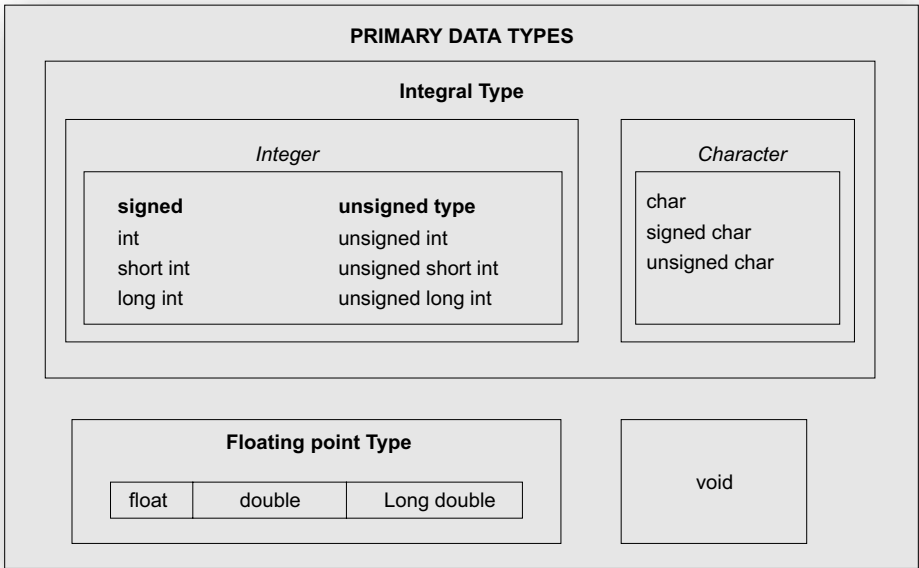 PRIMARY DATA TYPES
Integral Type
Integer
signed unsigned type
int unsigned int
short int unsigned short int
long int unsigned long int
Character
char
signed char
unsigned char
Floating point Type
float double Long double
void